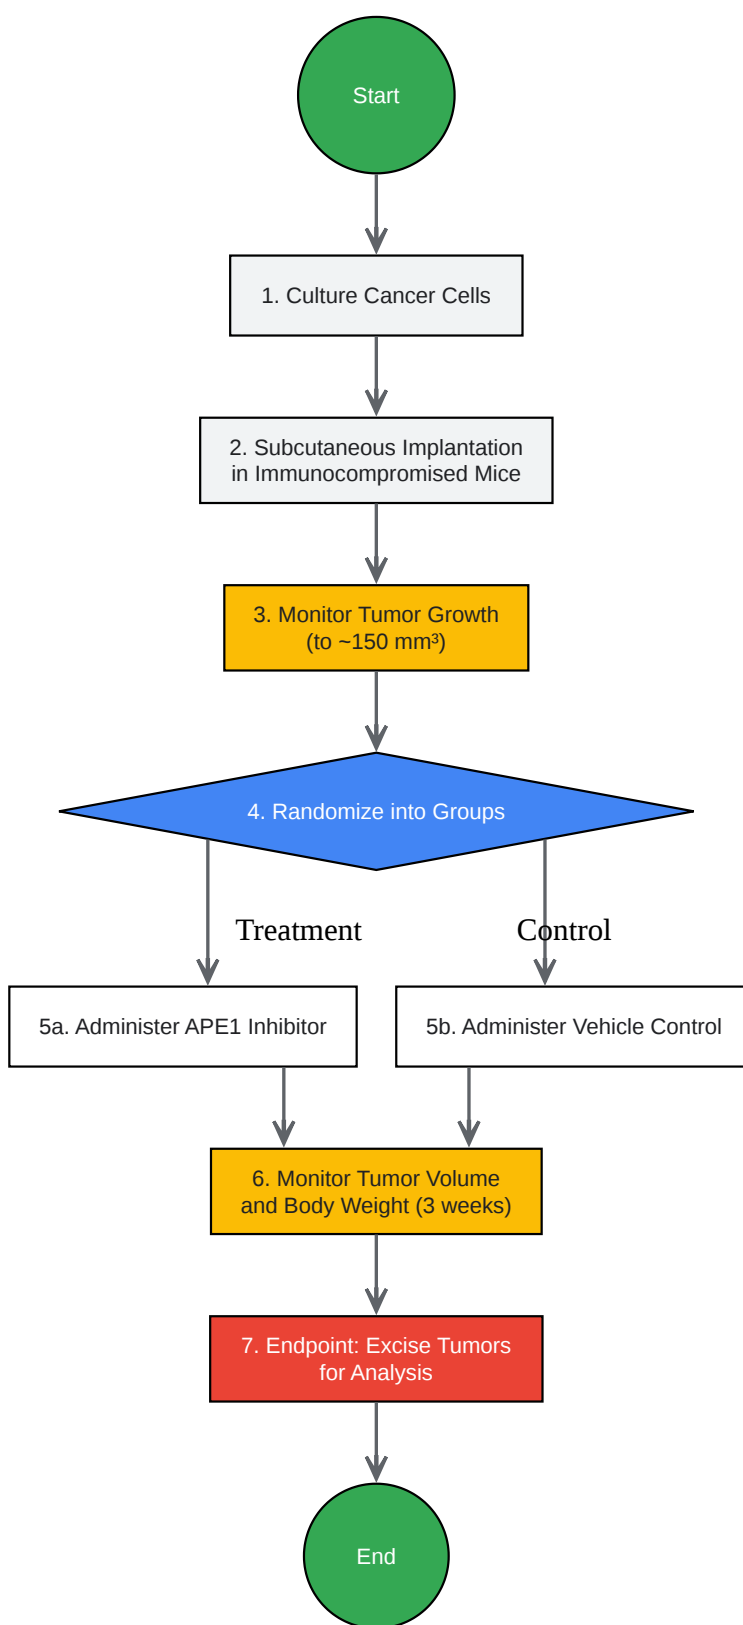 Start
1. Culture Cancer Cells
2. Subcutaneous Implantation
in Immunocompromised Mice
3. Monitor Tumor Growth
(to ~150 mm³)
4. Randomize into Groups
Treatment
Control
5a. Administer APE1 Inhibitor
5b. Administer Vehicle Control
6. Monitor Tumor Volume
and Body Weight (3 weeks)
7. Endpoint: Excise Tumors
for Analysis
End